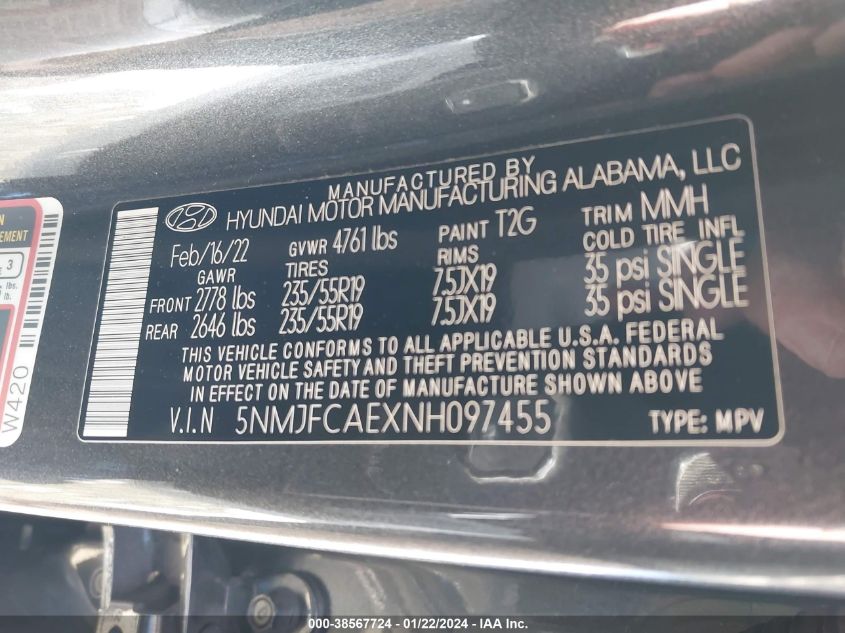 MANUFACTURED BY
HYUNDAI MOTOR MANUFACTURING ALABAMA, LLC
Feb/16/22 GVWR 4761 lbs PAINT T2G TRIM MMH
GAWR TIRES RIMS COLD TIRE INFL
FRONT 2778 lbs 235/55R19 7.5JX19 35 psi SINGLE
REAR 2646 lbs 235/55R19 7.5JX19 35 psi SINGLE
THIS VEHICLE CONFORMS TO ALL APPLICABLE U.S.A. FEDERAL
MOTOR VEHICLE SAFETY AND THEFT PREVENTION STANDARDS
IN EFFECT ON THE DATE OF MANUFACTURE SHOWN ABOVE
V.I.N 5NMJFCAEXNH097455 TYPE: MPV
3
lbs.
lb.
W420
000-38567724 - 01/22/2024 - IAA Inc.